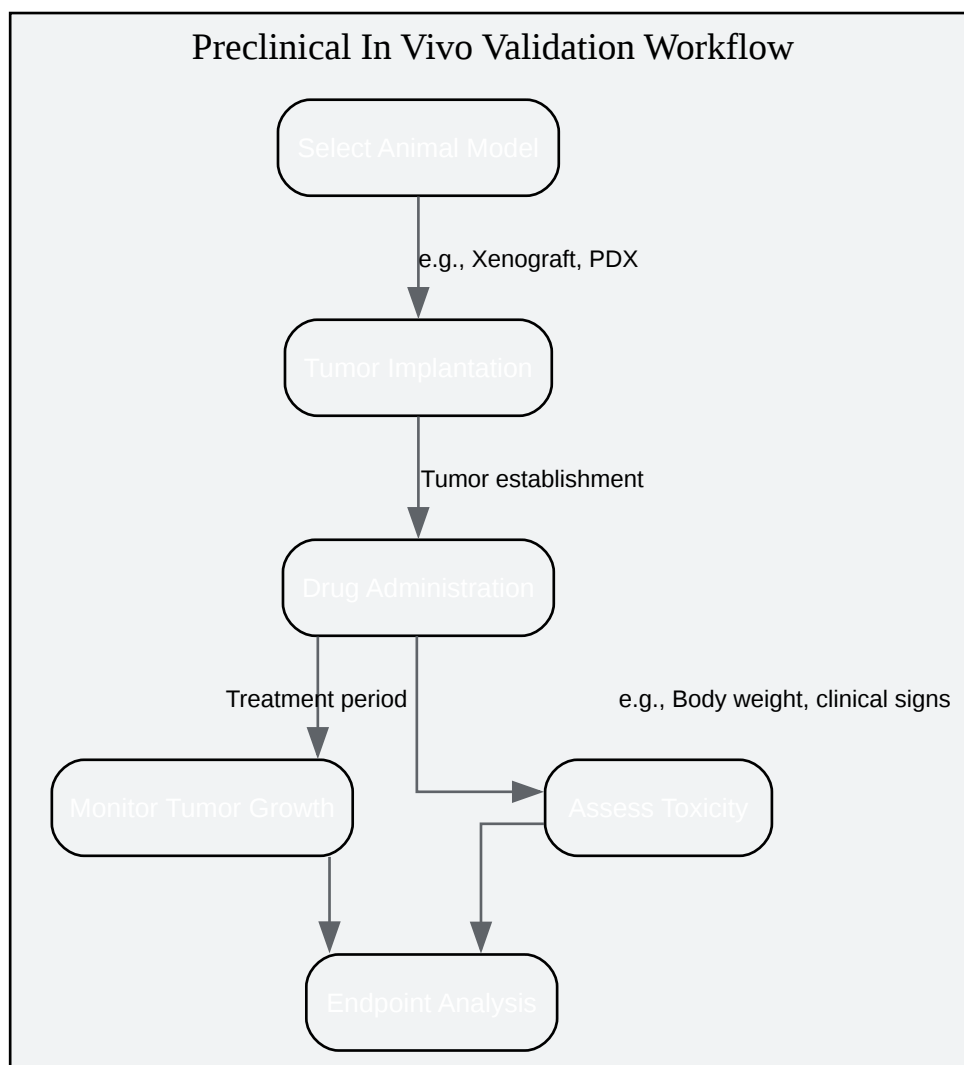 Preclinical In Vivo Validation Workflow
Select Animal Model
e.g., Xenograft, PDX
Tumor Implantation
Tumor establishment
Drug Administration
Treatment period
e.g., Body weight, clinical signs
Monitor Tumor Growth
Assess Toxicity
Endpoint Analysis